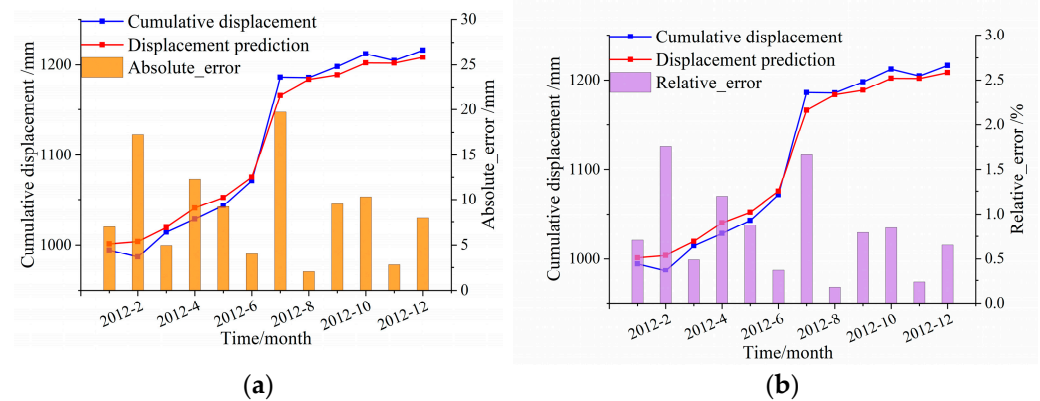 Cumulative displacement
Displacement prediction
Absolute_error
Cumulative displacement /mm
1200
1100
1000
30
25
20
15
10
5
0
Absolute_error /mm
2012-2
2012-4
2012-6
2012-8
2012-10
2012-12
Time/month
(a)
Cumulative displacement
Displacement prediction
Relative_error
Cumulative displacement /mm
1200
1100
1000
3.0
2.5
2.0
1.5
1.0
0.5
0.0
Relative_error /%
2012-2
2012-4
2012-6
2012-8
2012-10
2012-12
Time/month
(b)